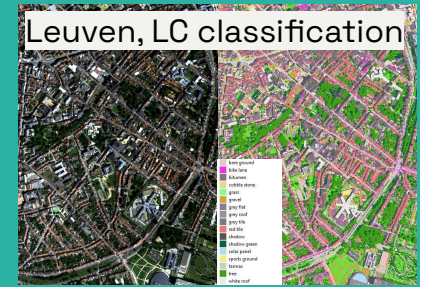 Leuven, LC classification
bare ground
bike lane
bitumen
cobble stone
grass
gravel
grey flat
grey roof
grey tile
red tile
shadow
shadow green
solar panel
sports ground
tarmac
tree
white roof